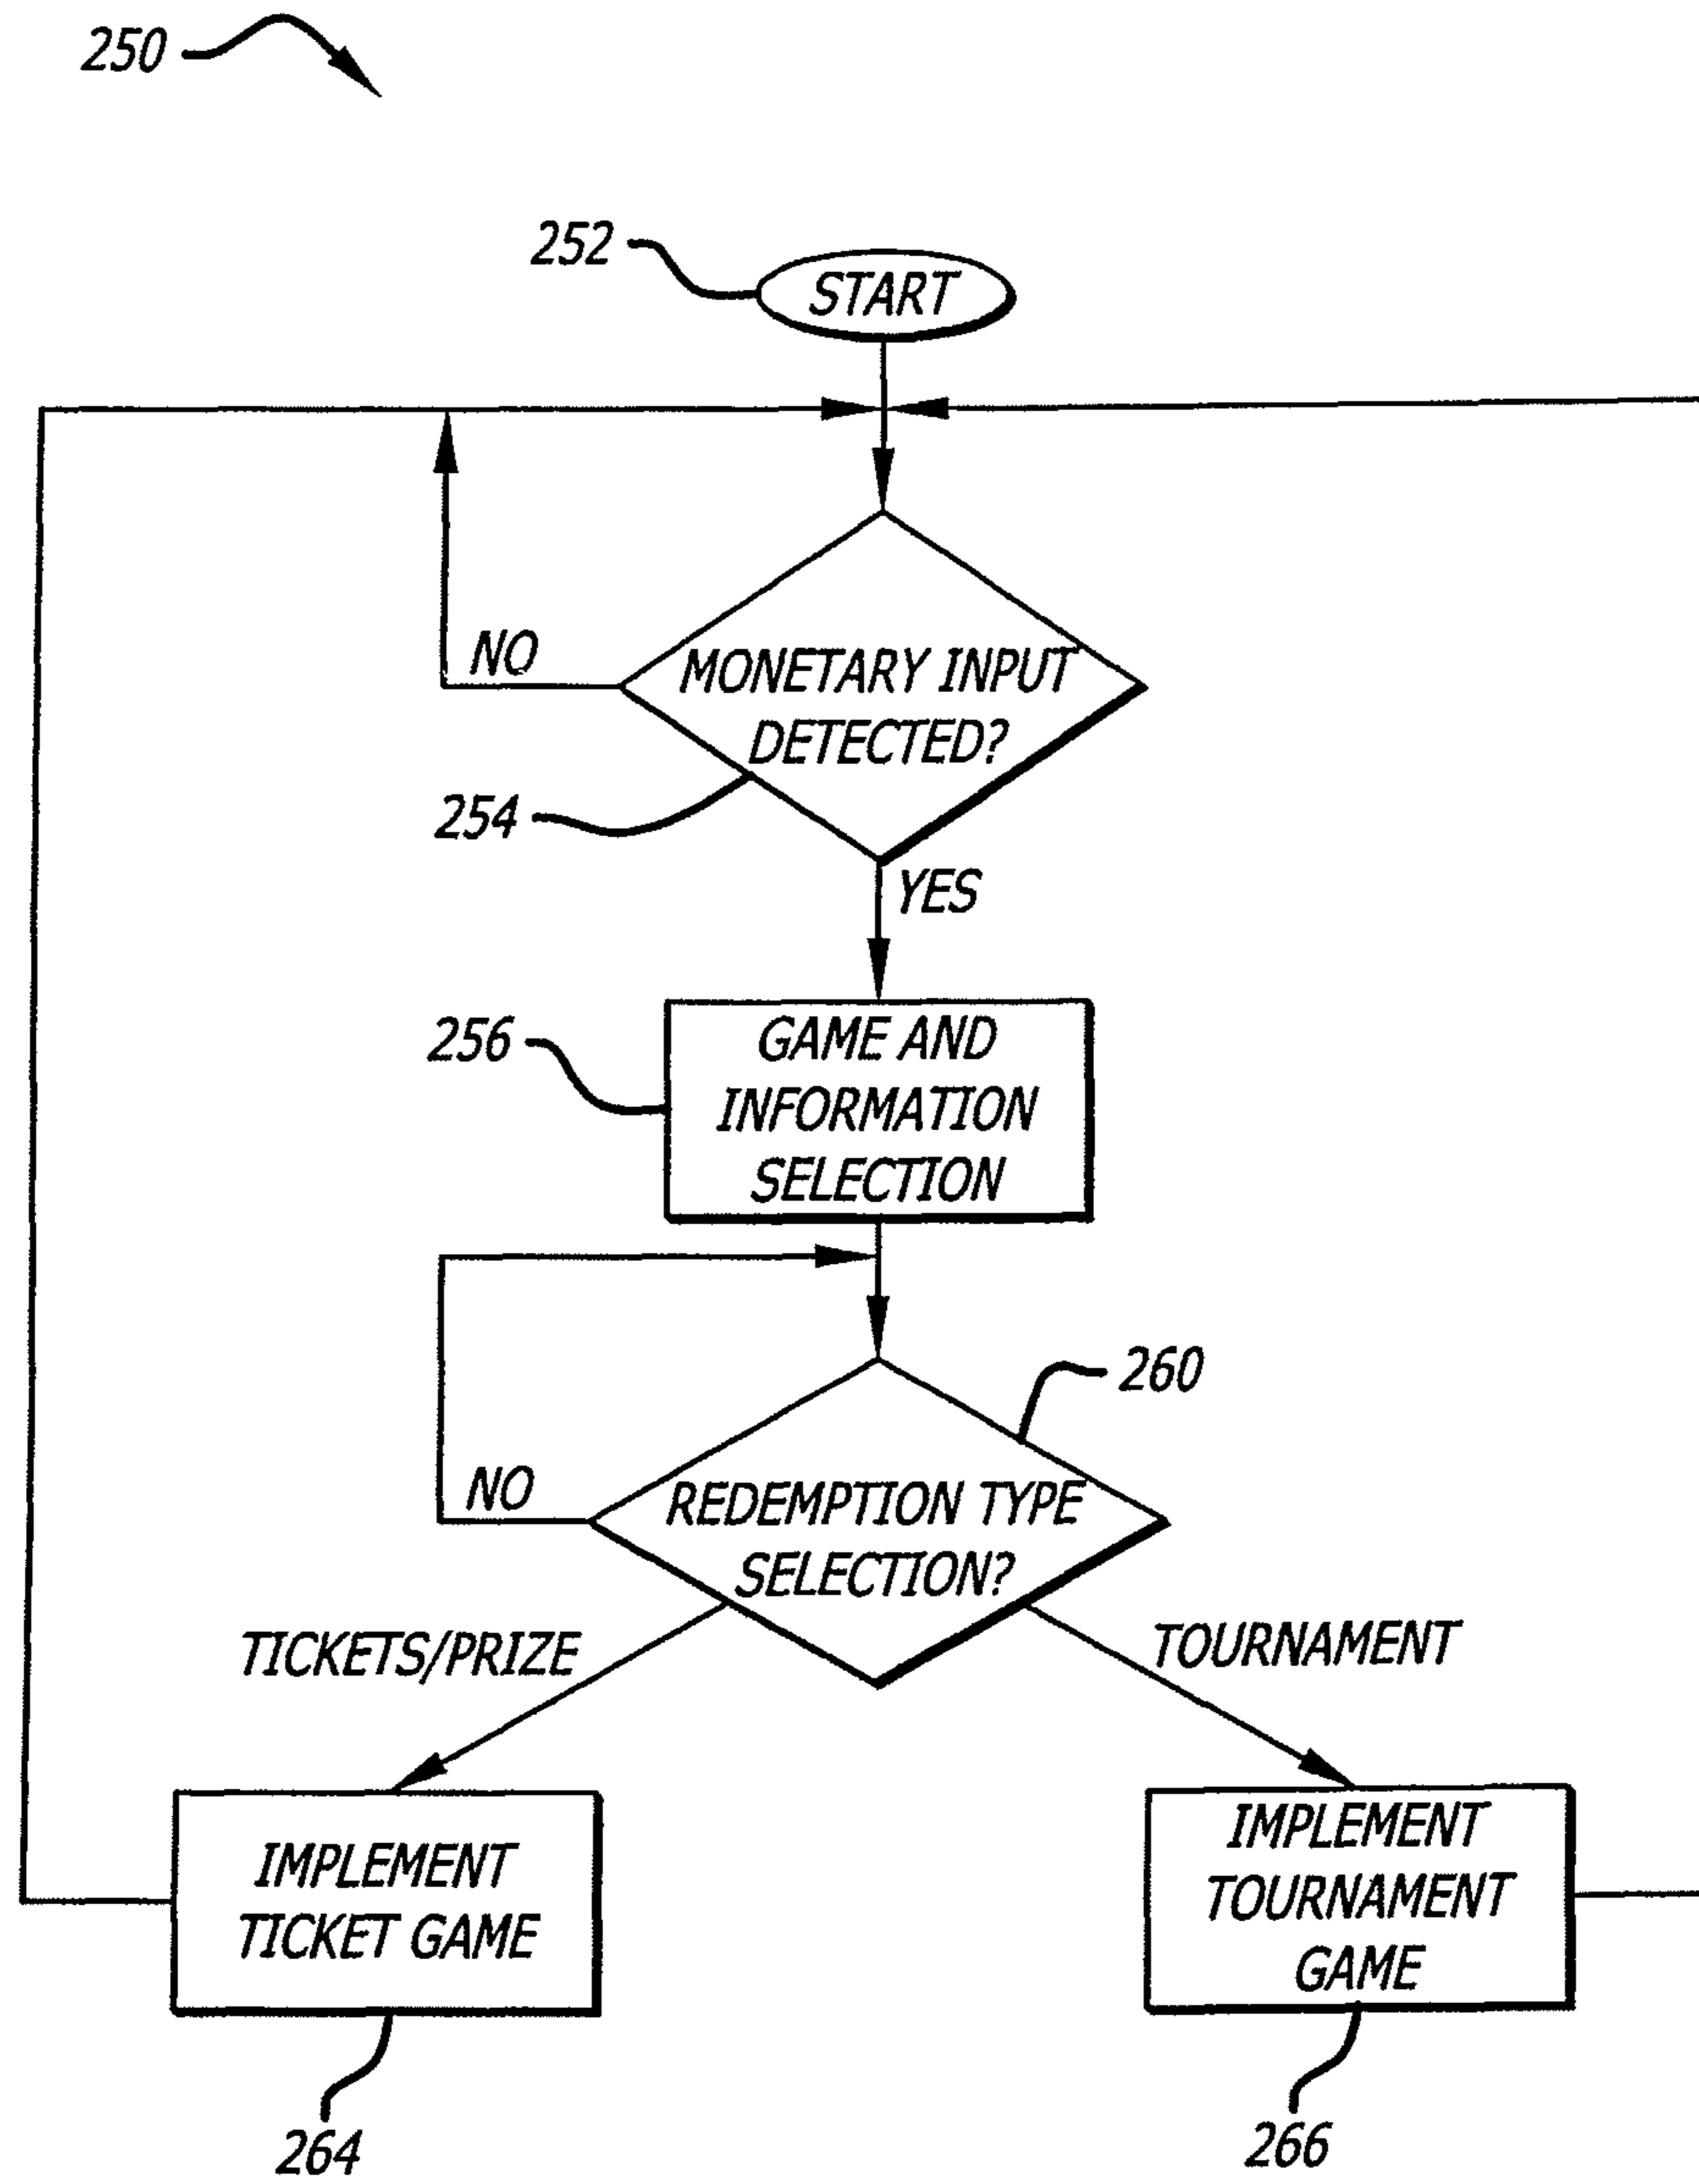 250
252
START
NO
MONETARY INPUT
DETECTED?
254
YES
256
GAME AND
INFORMATION
SELECTION
260
NO
REDEMPTION TYPE
SELECTION?
TICKETS/PRIZE
TOURNAMENT
IMPLEMENT
TICKET GAME
IMPLEMENT
TOURNAMENT
GAME
264
266